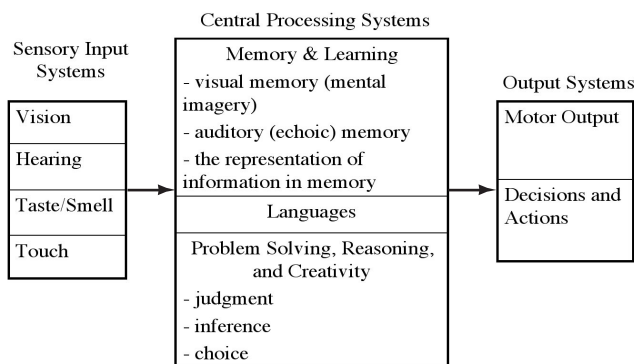 Central Processing Systems
Sensory Input
Systems
Vision
Hearing
Taste/Smell
Touch
Memory & Learning
- visual memory (mental
imagery)
- auditory (echoic) memory
- the representation of
information in memory
Languages
Problem Solving, Reasoning,
and Creativity
- judgment
- inference
- choice
Output Systems
Motor Output
Decisions and
Actions